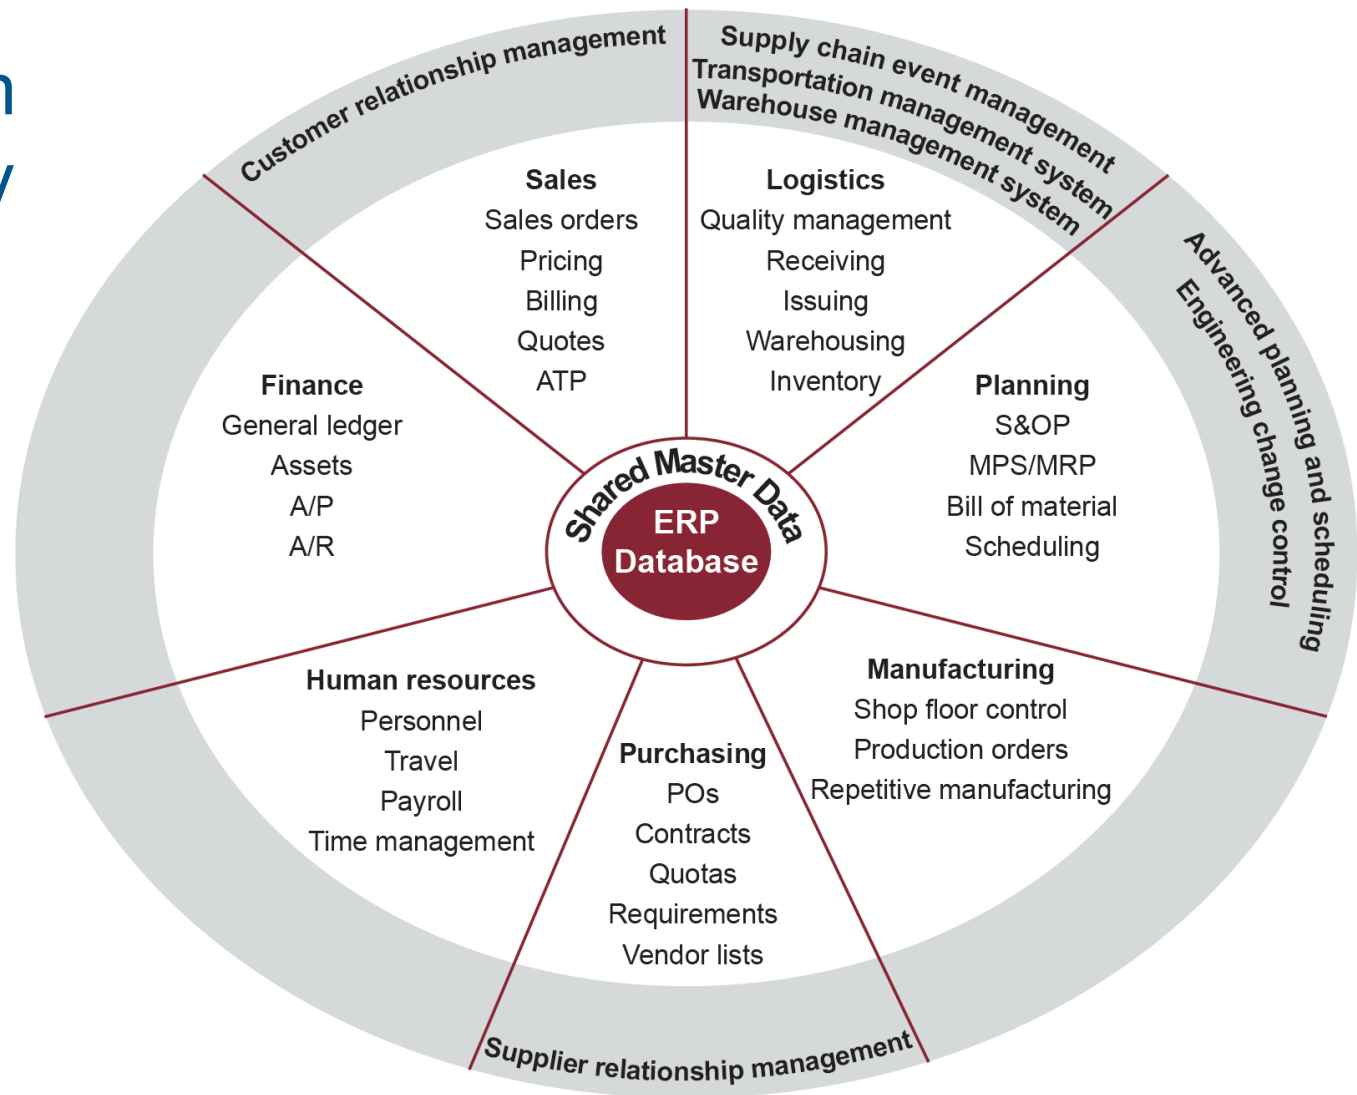 n
y
Customer relationship management
Supply chain event management
Transportation management system
Warehouse management system
Advanced planning and scheduling
Engineering change control
Sales
Sales orders
Pricing
Billing
Quotes
ATP
Logistics
Quality management
Receiving
Issuing
Warehousing
Inventory
Finance
General ledger
Assets
A/P
A/R
Planning
S&OP
MPS/MRP
Bill of material
Scheduling
Shared Master Data
ERP
Database
Human resources
Personnel
Travel
Payroll
Time management
Purchasing
POs
Contracts
Quotas
Requirements
Vendor lists
Manufacturing
Shop floor control
Production orders
Repetitive manufacturing
Supplier relationship management